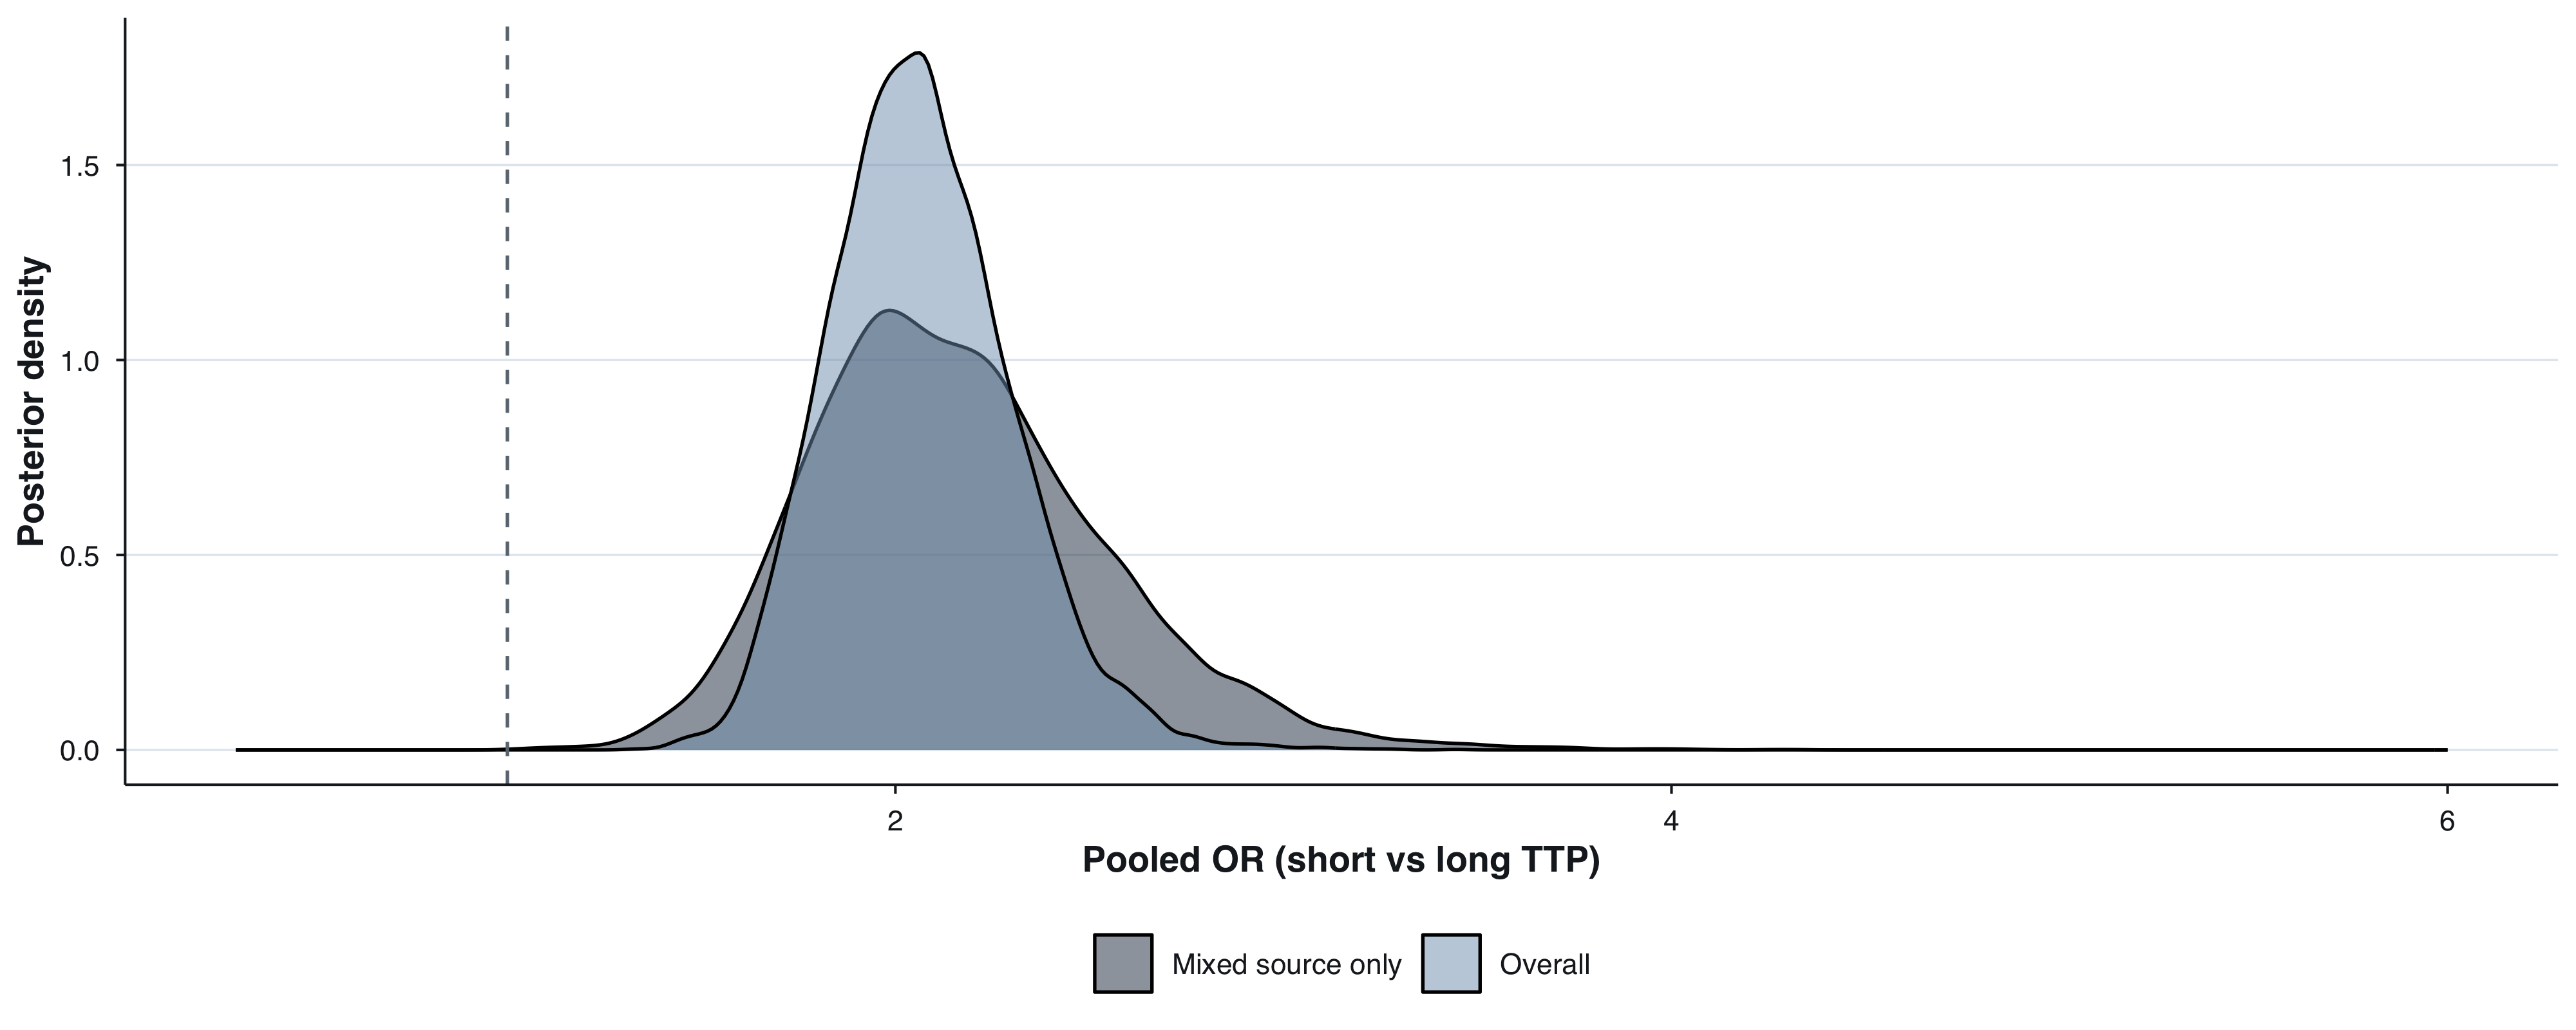 Posterior density
1.5
1.0
0.5
0.0
2
4
6
Pooled OR (short vs long TTP)
Mixed source only
Overall